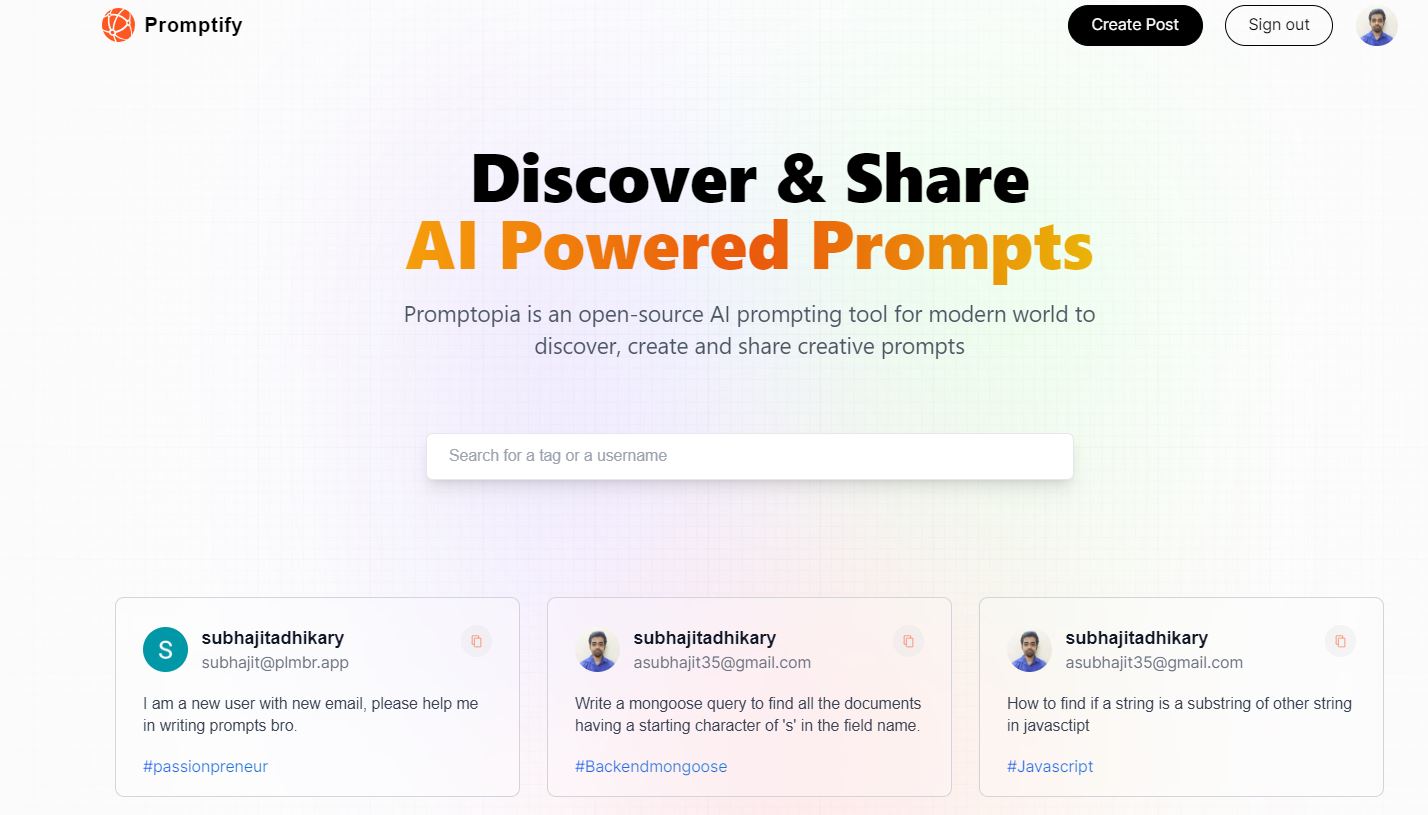 Promptify
Create Post
Sign out
Discover & Share
AI Powered Prompts
Promptopia is an open-source AI prompting tool for modern world to
discover, create and share creative prompts
Search for a tag or a username
S
subhajitadhikary
subhajit@plmbr.app
I am a new user with new email, please help me
in writing prompts bro.
#passionpreneur
subhajitadhikary
asubhajit35@gmail.com
Write a mongoose query to find all the documents
having a starting character of 's' in the field name.
#Backendmongoose
subhajitadhikary
asubhajit35@gmail.com
How to find if a string is a substring of other string
in javasctipt
#Javascript